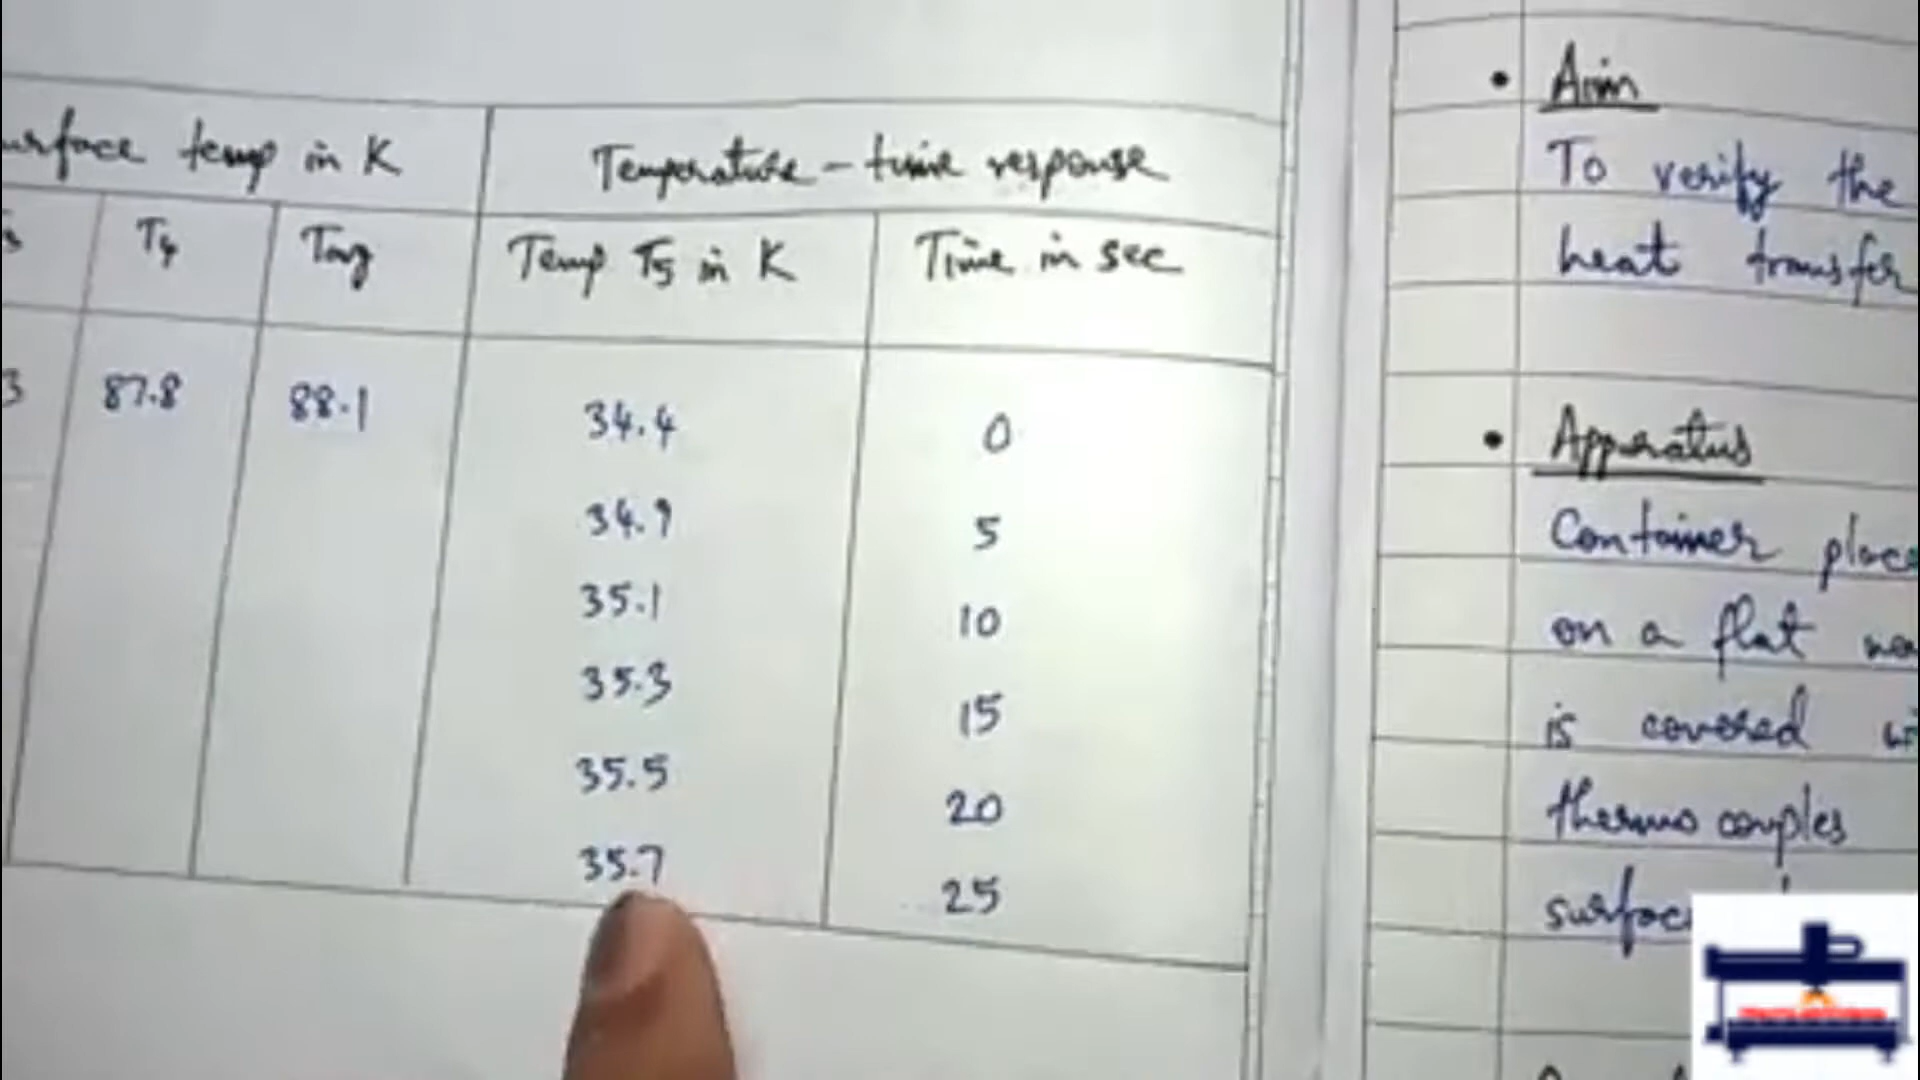 urface temp in K
Temperature - time response
T4
Tavg
Temp T5 in K
Time in sec
3
87.8
88.1
34.4
0
34.9
5
35.1
10
35.3
15
35.5
20
35.7
25
• Aim
To verify the
heat transfer
• Apparatus
Container place
on a flat
is covered wi
thermo couples
surfac